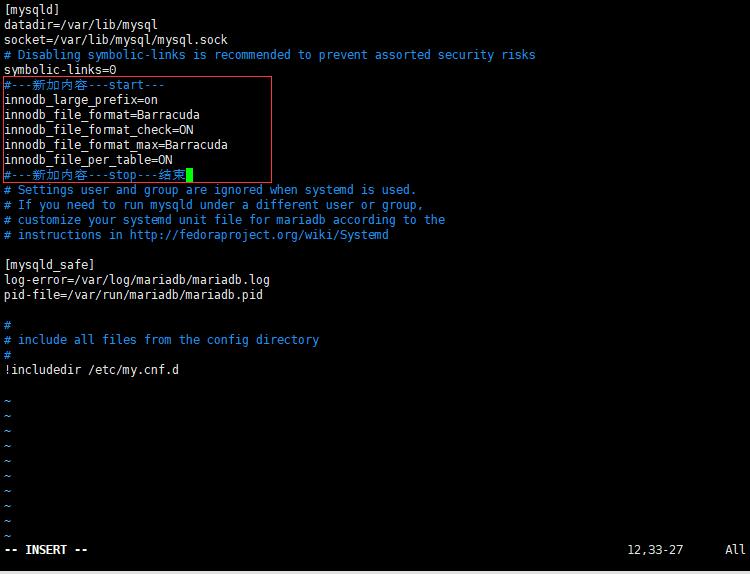 [mysqld]
datadir=/var/lib/mysql
socket=/var/lib/mysql/mysql.sock
# Disabling symbolic-links is recommended to prevent assorted security risks
symbolic-links=0
#---新加内容---start---
innodb_large_prefix=on
innodb_file_format=Barracuda
innodb_file_format_check=ON
innodb_file_format_max=Barracuda
innodb_file_per_table=ON
#---新加内容---stop---结束
# Settings user and group are ignored when systemd is used.
# If you need to run mysqld under a different user or group,
# customize your systemd unit file for mariadb according to the
# instructions in http://fedoraproject.org/wiki/Systemd
[mysqld_safe]
log-error=/var/log/mariadb/mariadb.log
pid-file=/var/run/mariadb/mariadb.pid
#
# include all files from the config directory
#
!includedir /etc/my.cnf.d
~
~
~
~
~
~
~
~
~
~
-- INSERT -- 12,33-27 All